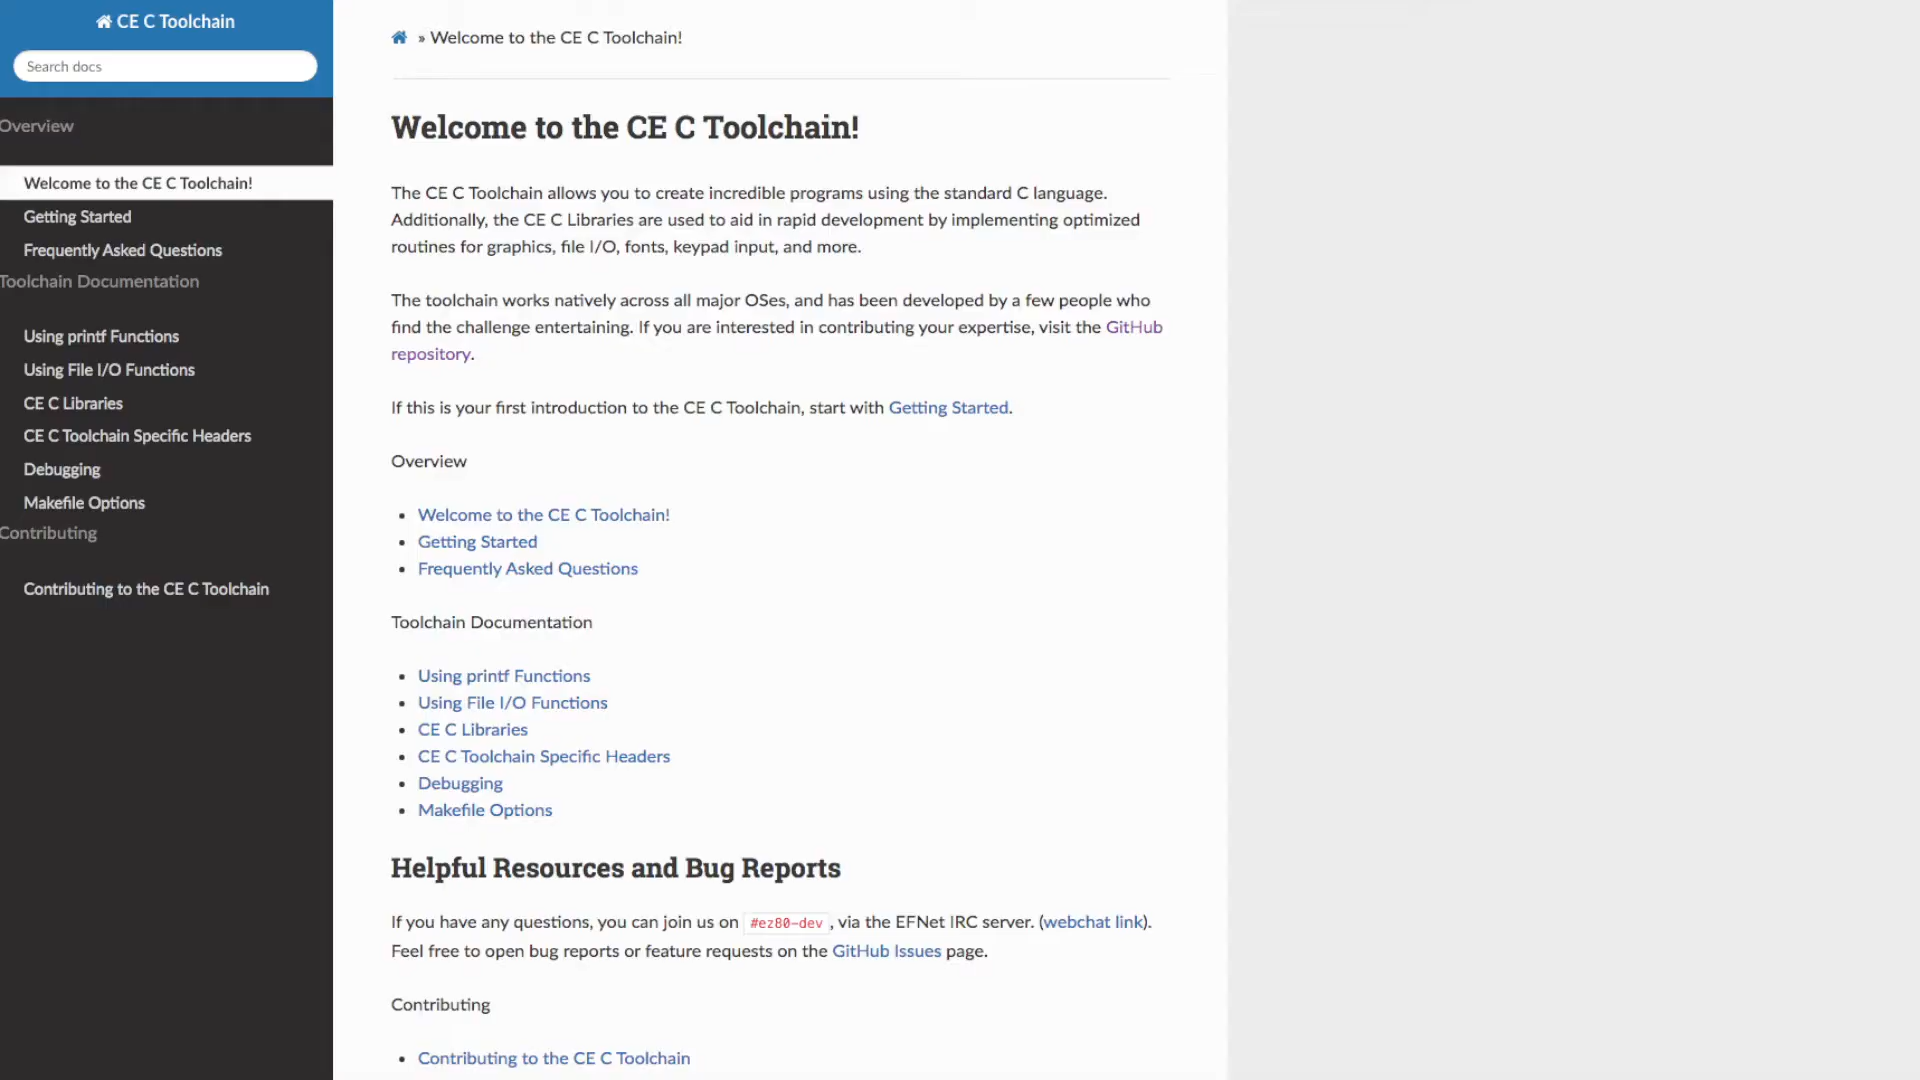 CE C Toolchain
Search docs
Overview
Welcome to the CE C Toolchain!
Getting Started
Frequently Asked Questions
Toolchain Documentation
Using printf Functions
Using File I/O Functions
CE C Libraries
CE C Toolchain Specific Headers
Debugging
Makefile Options
Contributing
Contributing to the CE C Toolchain
» Welcome to the CE C Toolchain!
Welcome to the CE C Toolchain!
The CE C Toolchain allows you to create incredible programs using the standard C language.
Additionally, the CE C Libraries are used to aid in rapid development by implementing optimized
routines for graphics, file I/O, fonts, keypad input, and more.
The toolchain works natively across all major OSes, and has been developed by a few people who
find the challenge entertaining. If you are interested in contributing your expertise, visit the GitHub
repository.
If this is your first introduction to the CE C Toolchain, start with Getting Started.
Overview
• Welcome to the CE C Toolchain!
• Getting Started
• Frequently Asked Questions
Toolchain Documentation
• Using printf Functions
• Using File I/O Functions
• CE C Libraries
• CE C Toolchain Specific Headers
• Debugging
• Makefile Options
Helpful Resources and Bug Reports
If you have any questions, you can join us on #ez80-dev, via the EFNet IRC server. (webchat link).
Feel free to open bug reports or feature requests on the GitHub Issues page.
Contributing
• Contributing to the CE C Toolchain